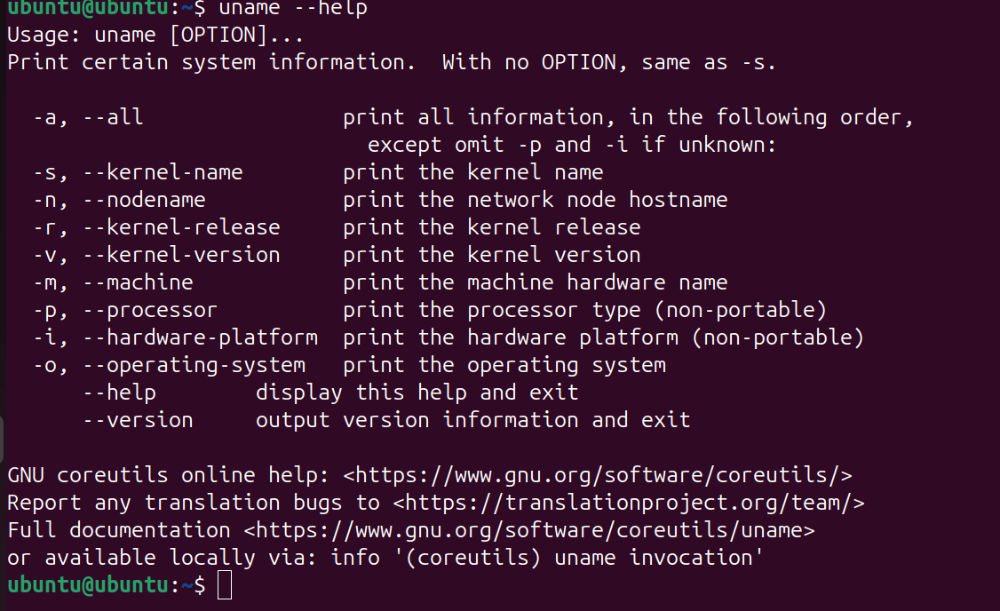 ubuntu@ubuntu:~$ uname --help
Usage: uname [OPTION]...
Print certain system information.  With no OPTION, same as -s.

  -a, --all                print all information, in the following order,
                             except omit -p and -i if unknown:
  -s, --kernel-name        print the kernel name
  -n, --nodename           print the network node hostname
  -r, --kernel-release     print the kernel release
  -v, --kernel-version     print the kernel version
  -m, --machine            print the machine hardware name
  -p, --processor          print the processor type (non-portable)
  -i, --hardware-platform  print the hardware platform (non-portable)
  -o, --operating-system   print the operating system
      --help        display this help and exit
      --version     output version information and exit

GNU coreutils online help: <https://www.gnu.org/software/coreutils/>
Report any translation bugs to <https://translationproject.org/team/>
Full documentation <https://www.gnu.org/software/coreutils/uname>
or available locally via: info '(coreutils) uname invocation'
ubuntu@ubuntu:~$